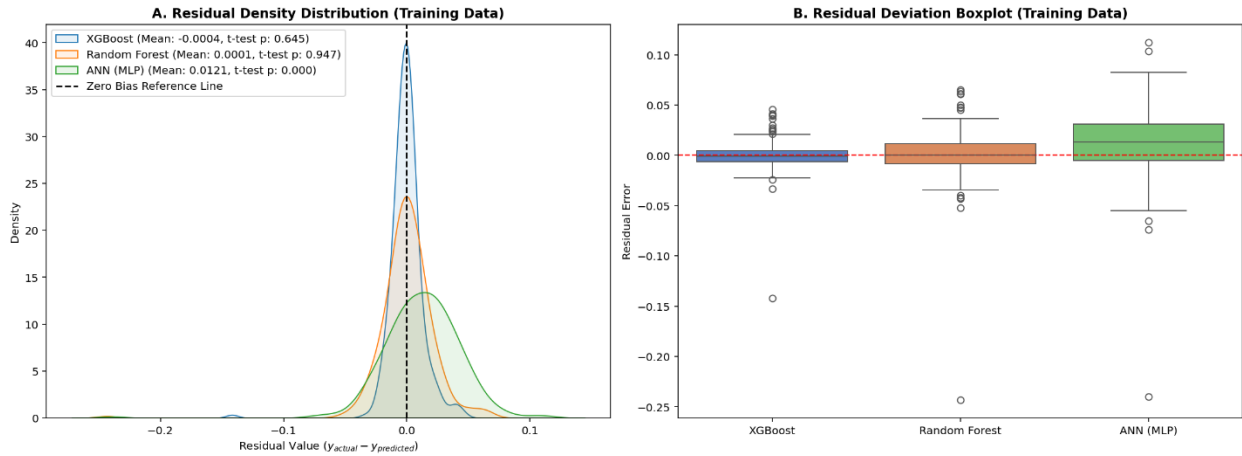 A. Residual Density Distribution (Training Data)
XGBoost (Mean: -0.0004, t-test p: 0.645)
Random Forest (Mean: 0.0001, t-test p: 0.947)
ANN (MLP) (Mean: 0.0121, t-test p: 0.000)
Zero Bias Reference Line
40
35
30
25
20
15
10
5
0
Density
−0.2
−0.1
0.0
0.1
Residual Value (y_actual − y_predicted)
B. Residual Deviation Boxplot (Training Data)
0.10
0.05
0.00
−0.05
−0.10
−0.15
−0.20
−0.25
Residual Error
XGBoost
Random Forest
ANN (MLP)